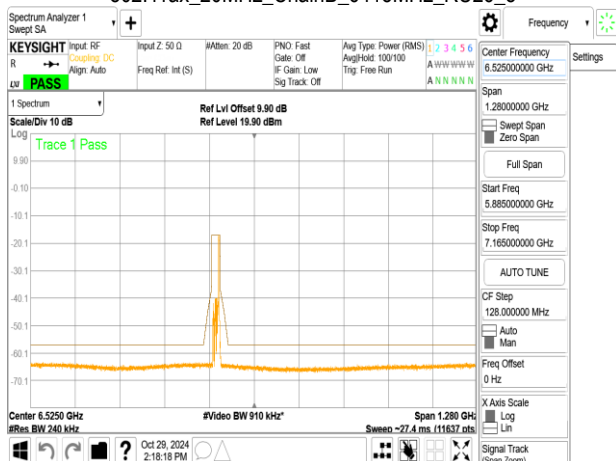 Spectrum Analyzer 1
Swept SA
+
Frequency
KEYSIGHT
R
LXI
PASS
Input: RF
Coupling: DC
Align: Auto
Input Z: 50 Ω
Freq Ref: Int (S)
#Atten: 20 dB
PNO: Fast
Gate: Off
IF Gain: Low
Sig Track: Off
Avg Type: Power (RMS)
Avg|Hold: 100/100
Trig: Free Run
1 2 3 4 5 6
A W W W W W
A N N N N N
1 Spectrum
Scale/Div 10 dB
Log
Ref Lvl Offset 9.90 dB
Ref Level 19.90 dBm
Trace 1 Pass
9.90
-0.10
-10.1
-20.1
-30.1
-40.1
-50.1
-60.1
-70.1
Center 6.5250 GHz
#Res BW 240 kHz
#Video BW 910 kHz*
Span 1.280 GHz
Sweep ~27.4 ms (11637 pts)
Oct 29, 2024
2:18:18 PM
?
Center Frequency
6.525000000 GHz
Settings
Span
1.28000000 GHz
Swept Span
Zero Span
Full Span
Start Freq
5.885000000 GHz
Stop Freq
7.165000000 GHz
AUTO TUNE
CF Step
128.000000 MHz
Auto
Man
Freq Offset
0 Hz
X Axis Scale
Log
Lin
Signal Track
(Span Zoom)